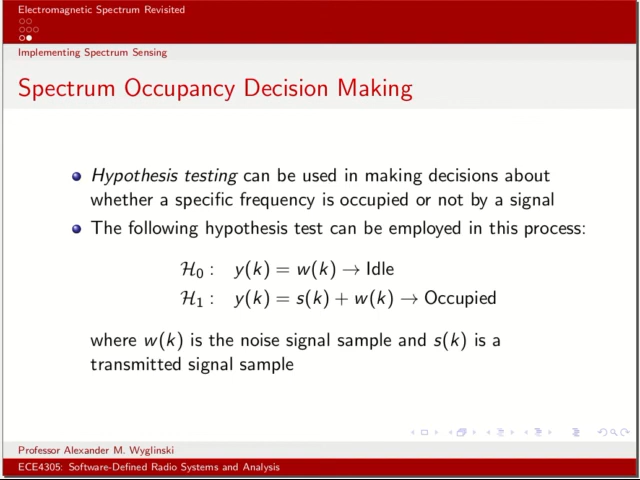 Electromagnetic Spectrum Revisited
Implementing Spectrum Sensing
Spectrum Occupancy Decision Making
Hypothesis testing can be used in making decisions about
whether a specific frequency is occupied or not by a signal
The following hypothesis test can be employed in this process:
ℋ₀ : y(k) = w(k) → Idle
ℋ₁ : y(k) = s(k) + w(k) → Occupied
where w(k) is the noise signal sample and s(k) is a
transmitted signal sample
Professor Alexander M. Wyglinski
ECE4305: Software-Defined Radio Systems and Analysis